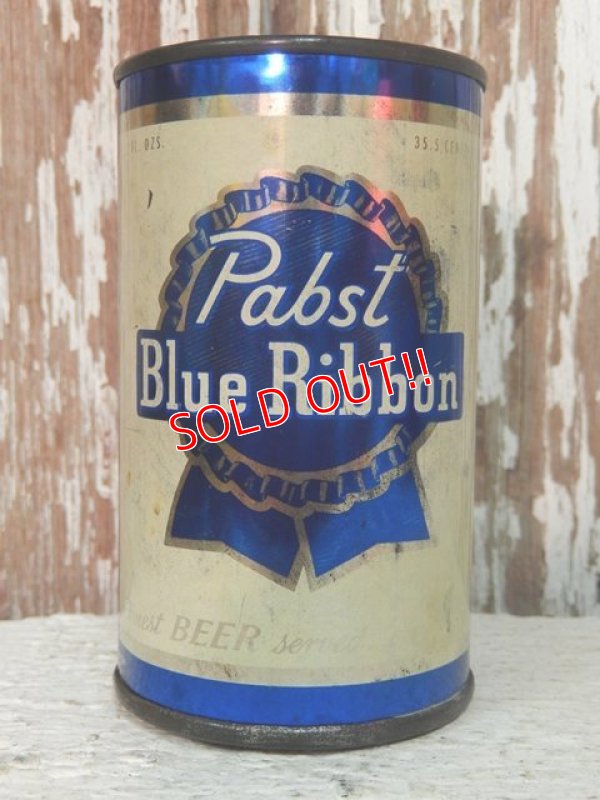 OZS.
35.5
Pabst
Blue Ribbon
SOLD OUT!!
BEER